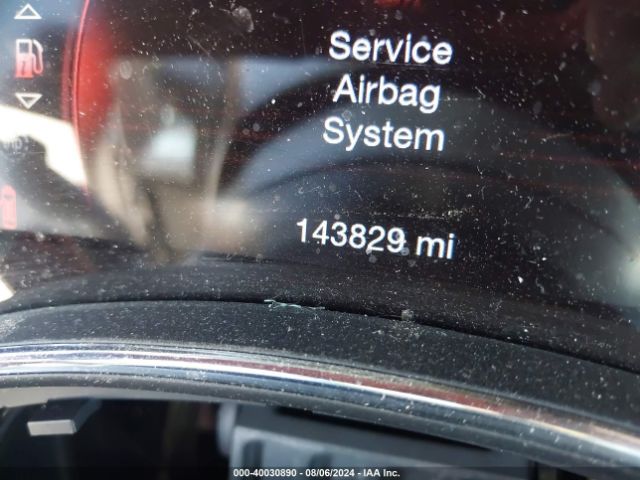 Service
Airbag
System
143829 mi
000-40030890 - 08/06/2024 - IAA Inc.